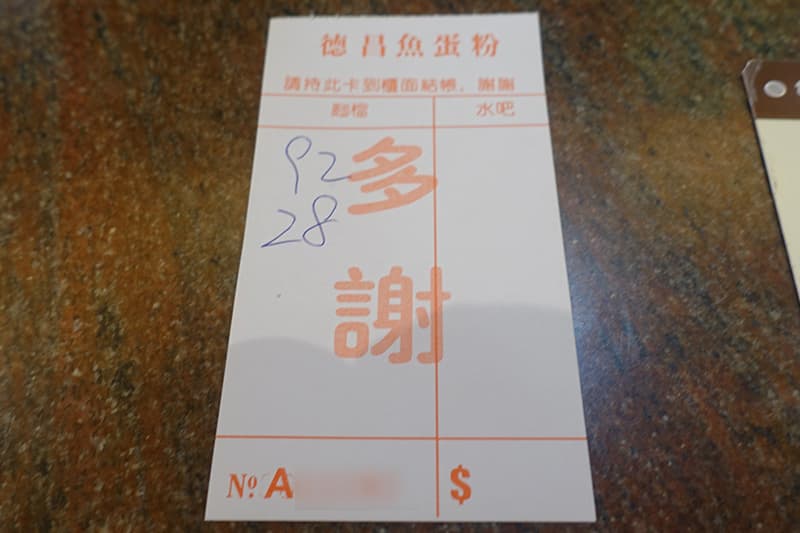 德昌魚蛋粉
請持此卡到櫃面結帳，謝謝
麵檔 水吧
92
28
多
謝
Nº A $